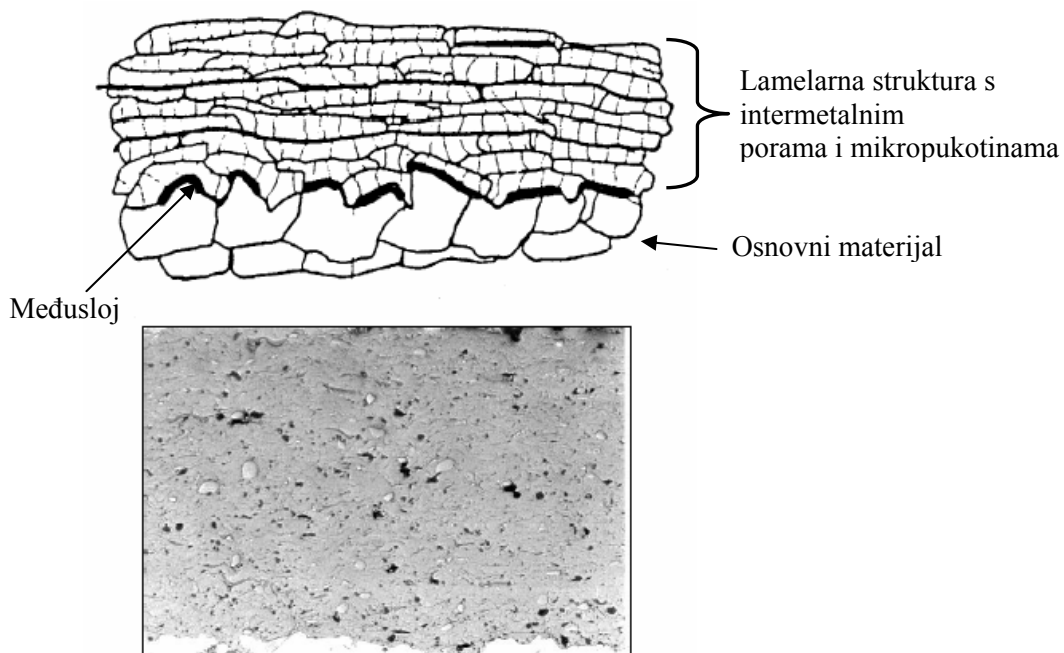 Lamelarna struktura s
intermetalnim
porama i mikropukotinama
Osnovni materijal
Međusloj